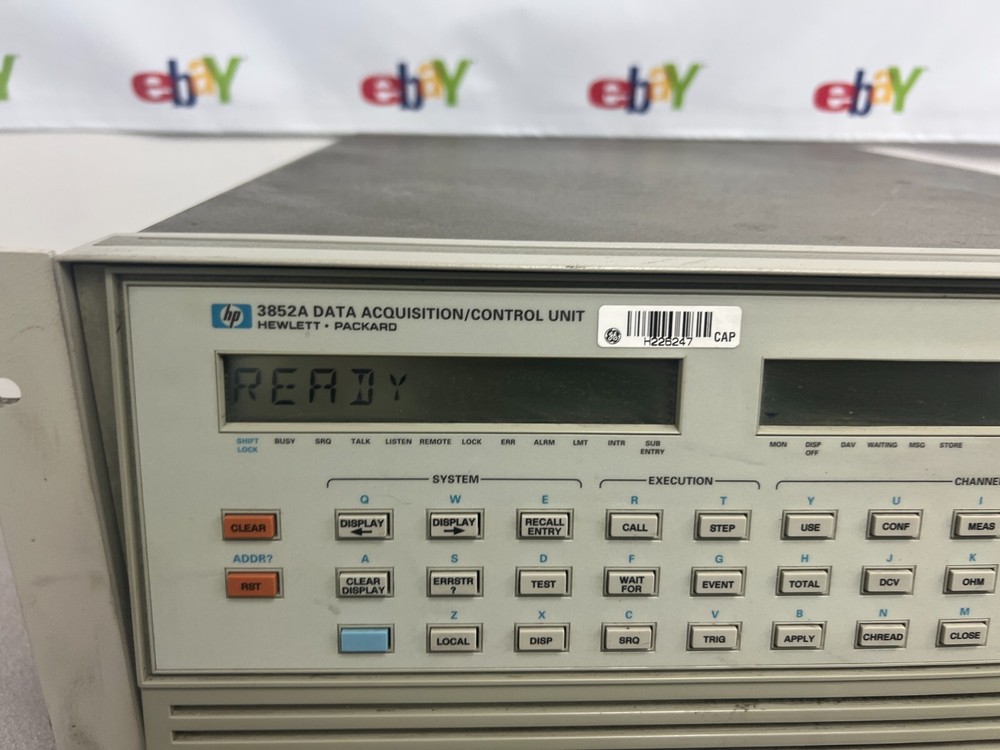 ebaY ebaY ebaY ebaY
hp 3852A DATA ACQUISITION/CONTROL UNIT
HEWLETT • PACKARD
GE H226247 CAP
READY
SHIFT LOCK BUSY SRQ TALK LISTEN REMOTE LOCK ERR ALRM LMT INTR SUB ENTRY
MON DISP OFF DAV WAITING MSG STORE
SYSTEM EXECUTION CHANNE
Q W E R T Y U I
CLEAR DISPLAY ← DISPLAY → RECALL ENTRY CALL STEP USE CONF MEAS
ADDR? A S D F G H J K
RST CLEAR DISPLAY ERRSTR ? TEST WAIT FOR EVENT TOTAL DCV OHM
Z X C V B N M
LOCAL DISP SRQ TRIG APPLY CHREAD CLOSE